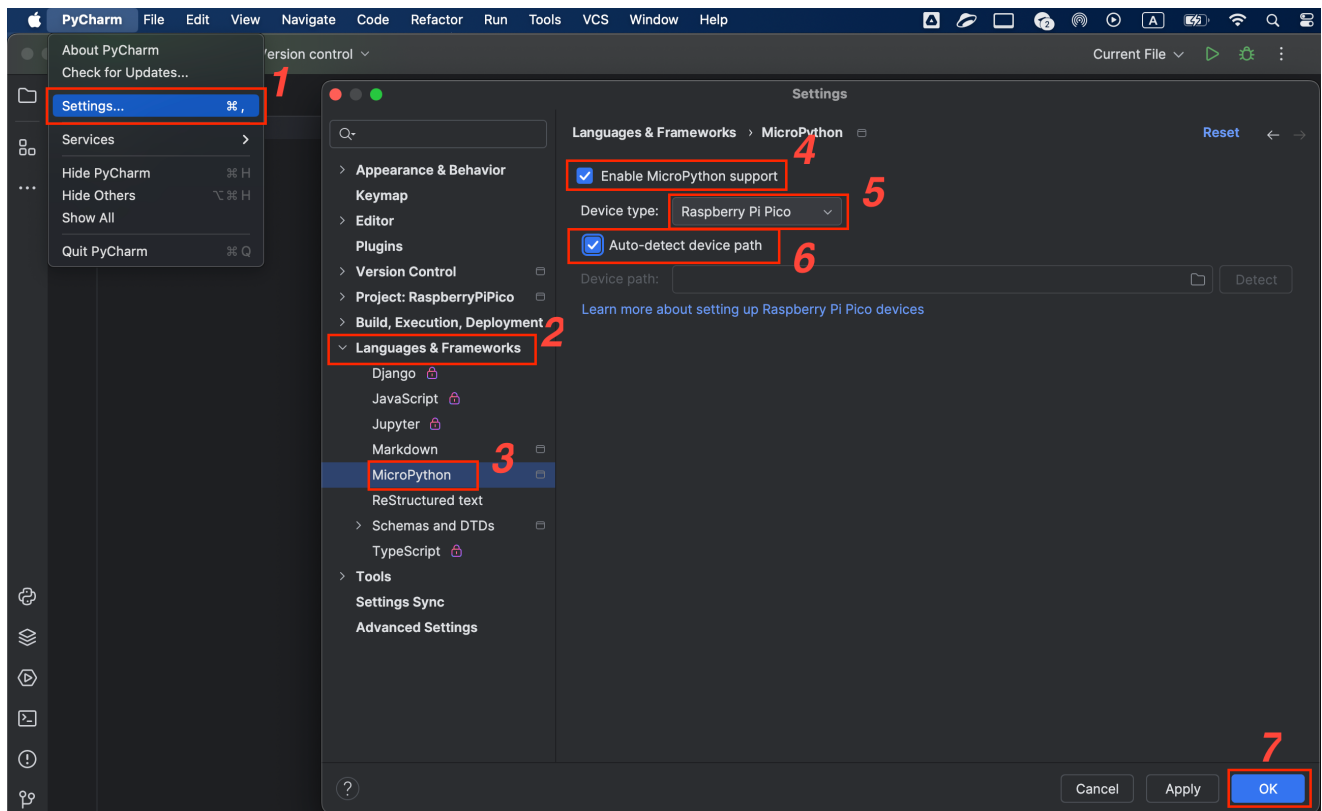 PyCharm File Edit View Navigate Code Refactor Run Tools VCS Window Help
2
A
About PyCharm
Check for Updates...
Settings... ⌘ ,
1
Services
Hide PyCharm ⌘ H
Hide Others ⌥ ⌘ H
Show All
Quit PyCharm ⌘ Q
ersion control
Current File
Settings
Appearance & Behavior
Keymap
Editor
Plugins
Version Control
Project: RaspberryPiPico
Build, Execution, Deployment
Languages & Frameworks
2
Django
JavaScript
Jupyter
Markdown
MicroPython
3
ReStructured text
Schemas and DTDs
TypeScript
Tools
Settings Sync
Advanced Settings
Languages & Frameworks › MicroPython
Reset
4
Enable MicroPython support
Device type: Raspberry Pi Pico
5
Auto-detect device path
6
Device path:
Detect
Learn more about setting up Raspberry Pi Pico devices
7
?
Cancel Apply OK